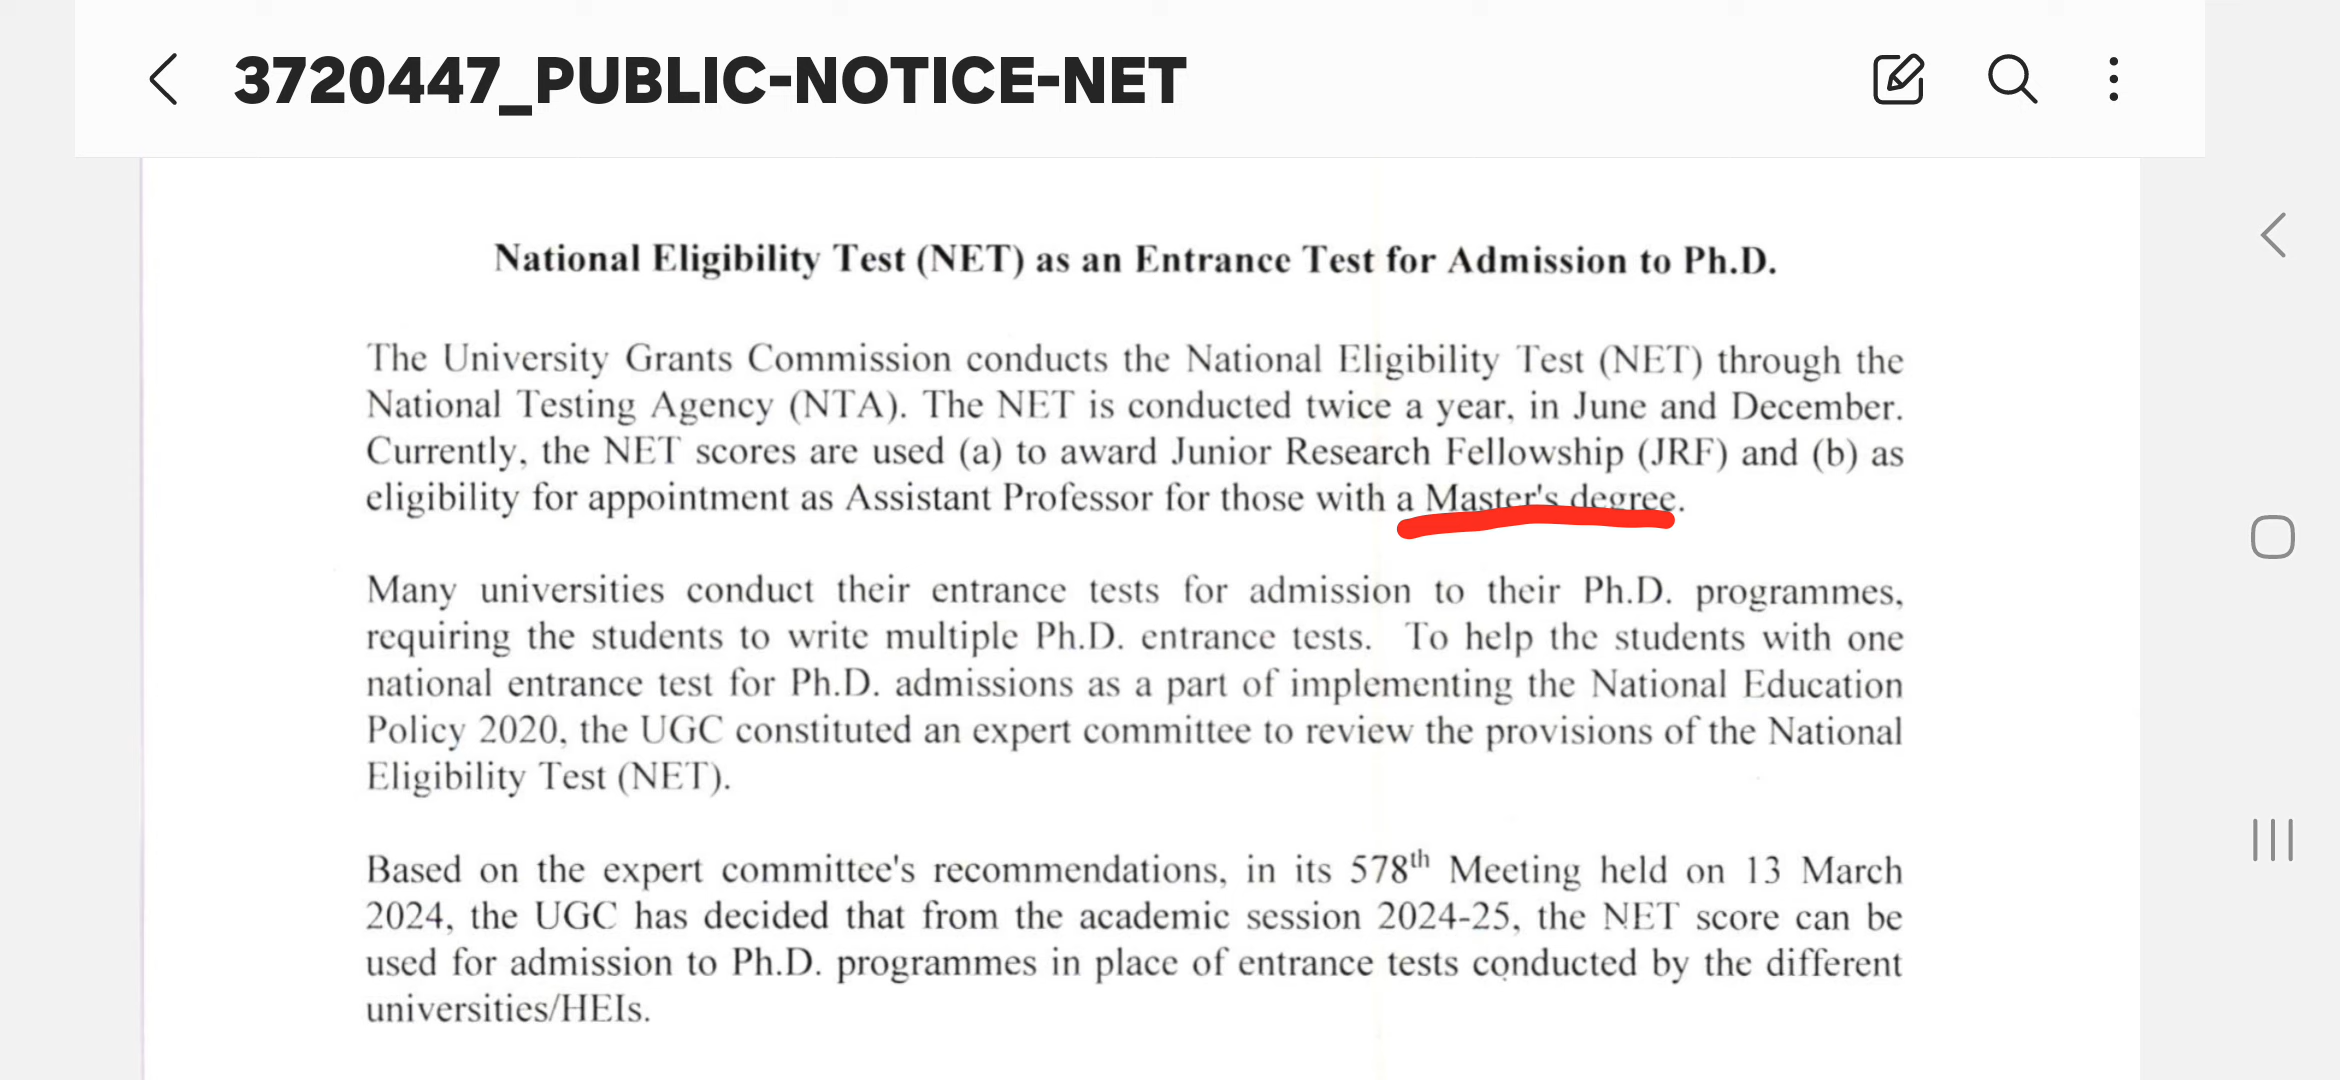 3720447_PUBLIC-NOTICE-NET
National Eligibility Test (NET) as an Entrance Test for Admission to Ph.D.
The University Grants Commission conducts the National Eligibility Test (NET) through the
National Testing Agency (NTA). The NET is conducted twice a year, in June and December.
Currently, the NET scores are used (a) to award Junior Research Fellowship (JRF) and (b) as
eligibility for appointment as Assistant Professor for those with a Master's degree.
Many universities conduct their entrance tests for admission to their Ph.D. programmes,
requiring the students to write multiple Ph.D. entrance tests. To help the students with one
national entrance test for Ph.D. admissions as a part of implementing the National Education
Policy 2020, the UGC constituted an expert committee to review the provisions of the National
Eligibility Test (NET).
Based on the expert committee's recommendations, in its 578th Meeting held on 13 March
2024, the UGC has decided that from the academic session 2024-25, the NET score can be
used for admission to Ph.D. programmes in place of entrance tests conducted by the different
universities/HEIs.